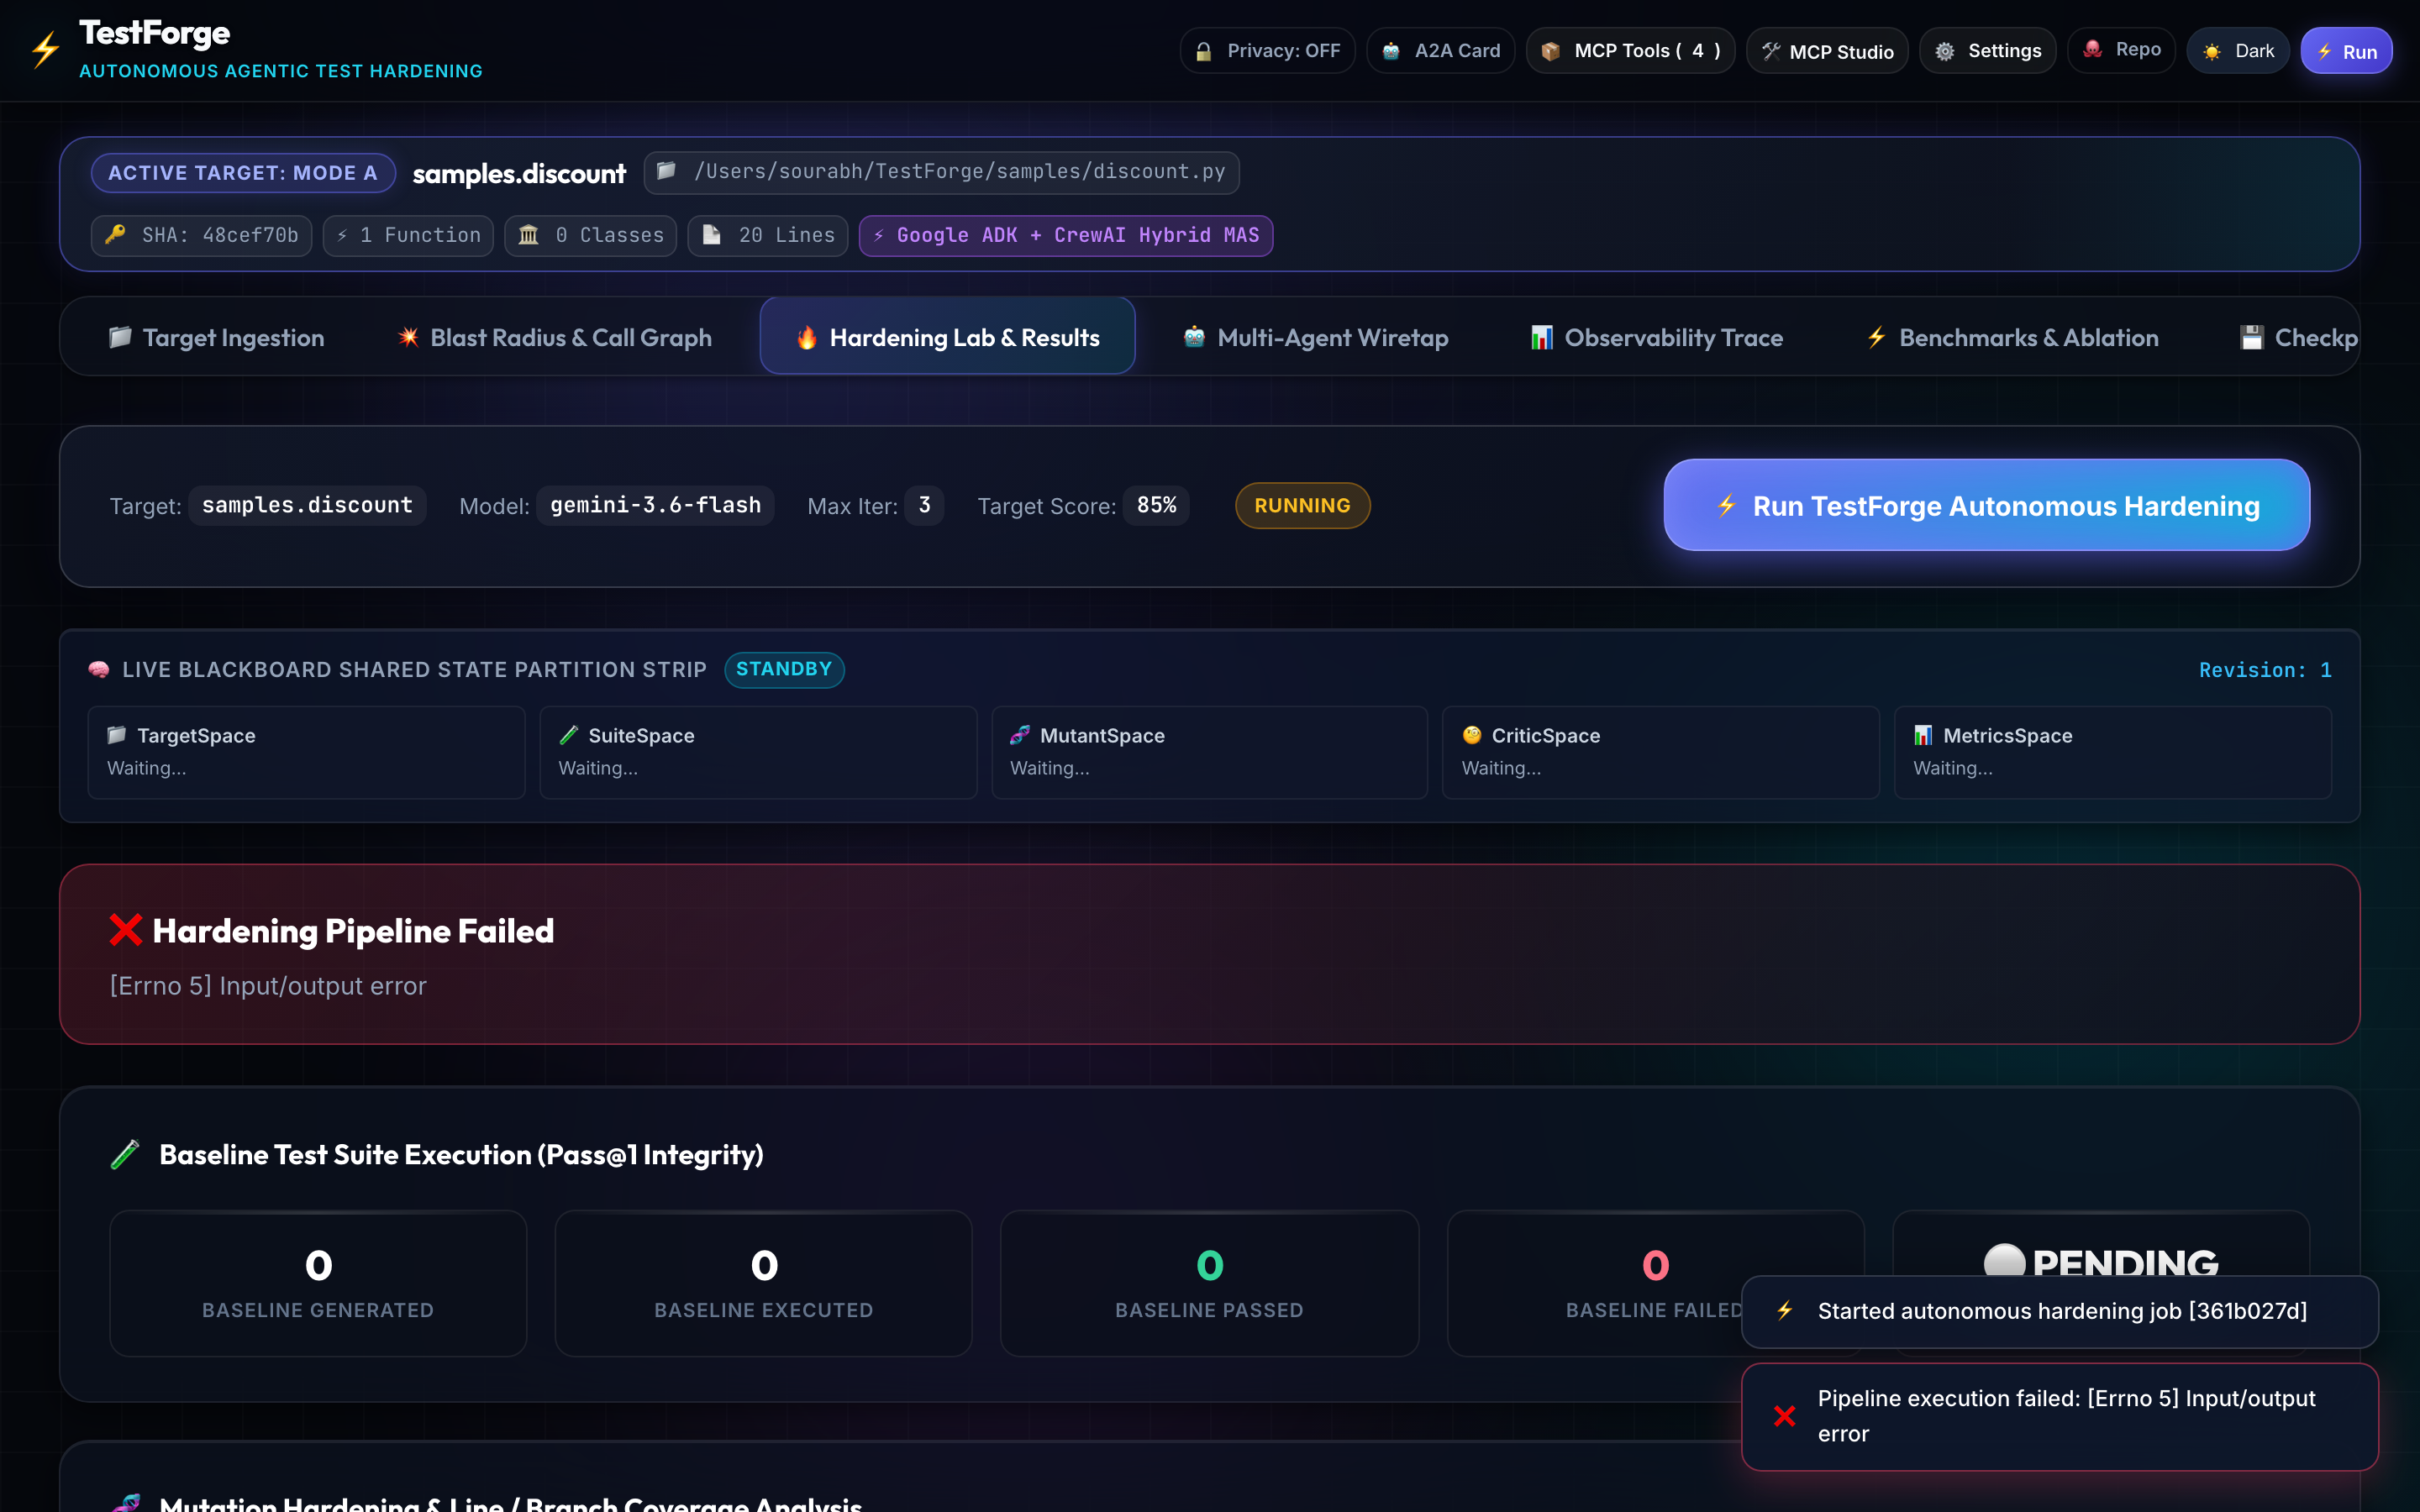 TestForge
AUTONOMOUS AGENTIC TEST HARDENING
Privacy: OFF
A2A Card
MCP Tools ( 4 )
MCP Studio
Settings
Repo
Dark
Run
ACTIVE TARGET: MODE A
samples.discount
/Users/sourabh/TestForge/samples/discount.py
SHA: 48cef70b
1 Function
0 Classes
20 Lines
Google ADK + CrewAI Hybrid MAS
Target Ingestion
Blast Radius & Call Graph
Hardening Lab & Results
Multi-Agent Wiretap
Observability Trace
Benchmarks & Ablation
Checkp
Target: samples.discount
Model: gemini-3.6-flash
Max Iter: 3
Target Score: 85%
RUNNING
Run TestForge Autonomous Hardening
LIVE BLACKBOARD SHARED STATE PARTITION STRIP
STANDBY
Revision: 1
TargetSpace
Waiting...
SuiteSpace
Waiting...
MutantSpace
Waiting...
CriticSpace
Waiting...
MetricsSpace
Waiting...
Hardening Pipeline Failed
[Errno 5] Input/output error
Baseline Test Suite Execution (Pass@1 Integrity)
0
BASELINE GENERATED
0
BASELINE EXECUTED
0
BASELINE PASSED
0
BASELINE FAILED
PENDING
Started autonomous hardening job [361b027d]
Pipeline execution failed: [Errno 5] Input/output
error
Mutation Hardening & Line / Branch Coverage Analysis